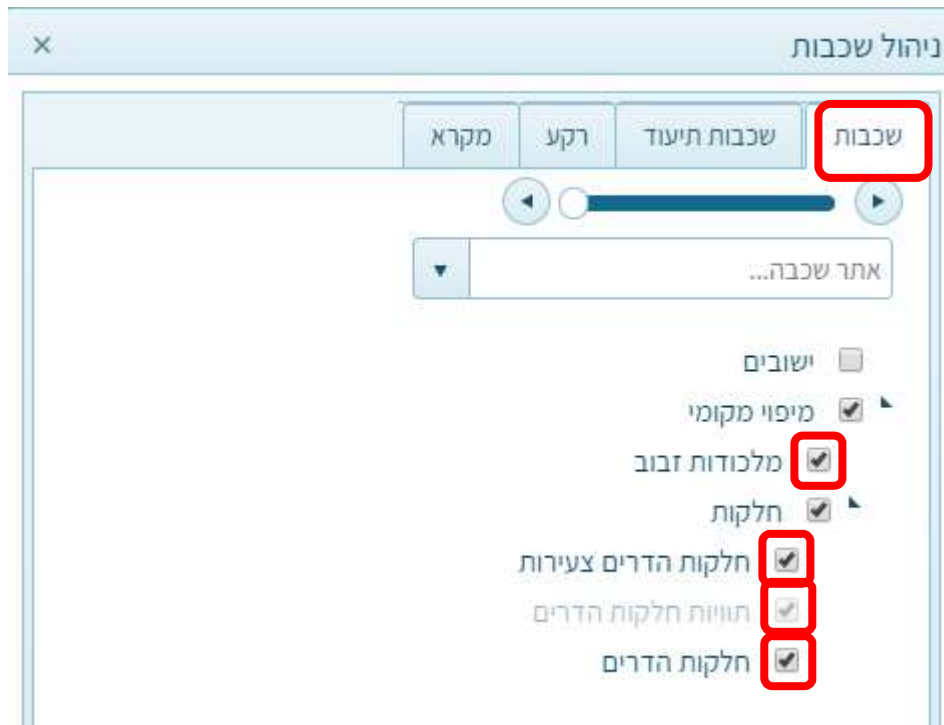 ניהול שכבות
שכבות שכבות תיעוד רקע מקרא
אתר שכבה...
ישובים
מיפוי מקומי
מלכודות זבוב
חלקות
חלקות הדרים צעירות
תוויות חלקות הדרים
חלקות הדרים